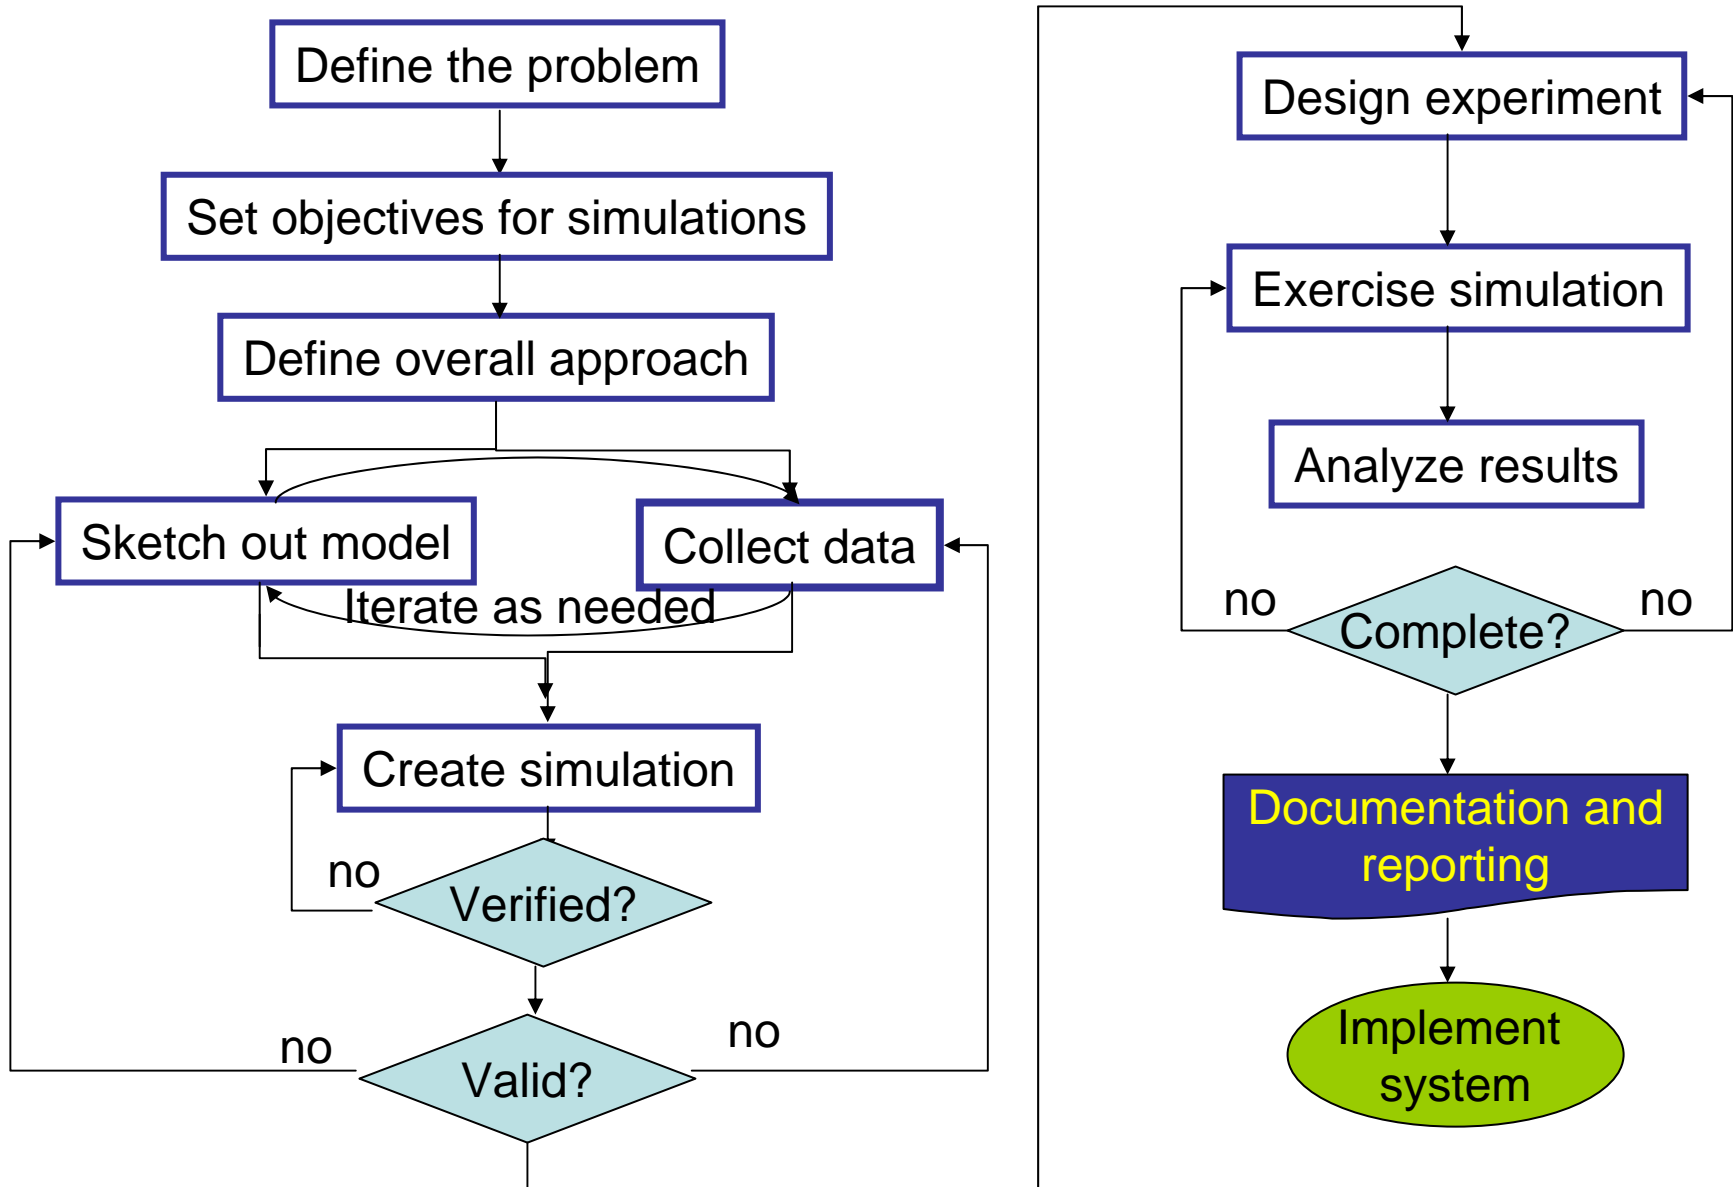 Define the problem
Set objectives for simulations
Define overall approach
Sketch out model
Collect data
Iterate as needed
Create simulation
no
Verified?
no
no
Valid?
Design experiment
Exercise simulation
Analyze results
no
no
Complete?
Documentation and
reporting
Implement
system